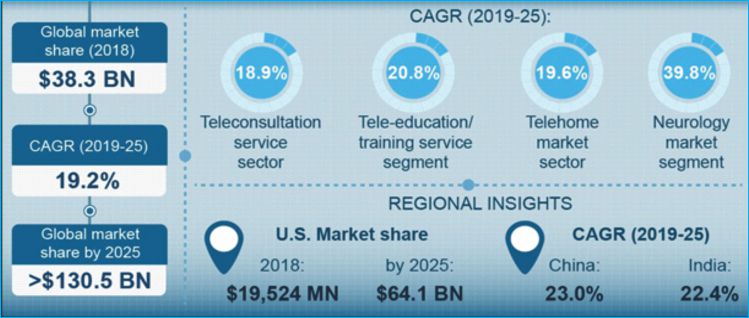 Global market
share (2018)
$38.3 BN
CAGR (2019-25)
19.2%
Global market
share by 2025
>$130.5 BN
CAGR (2019-25):
18.9%
Teleconsultation
service
sector
20.8%
Tele-education/
training service
segment
19.6%
Telehome
market
sector
39.8%
Neurology
market
segment
REGIONAL INSIGHTS
U.S. Market share
2018:
$19,524 MN
by 2025:
$64.1 BN
CAGR (2019-25)
China:
23.0%
India:
22.4%